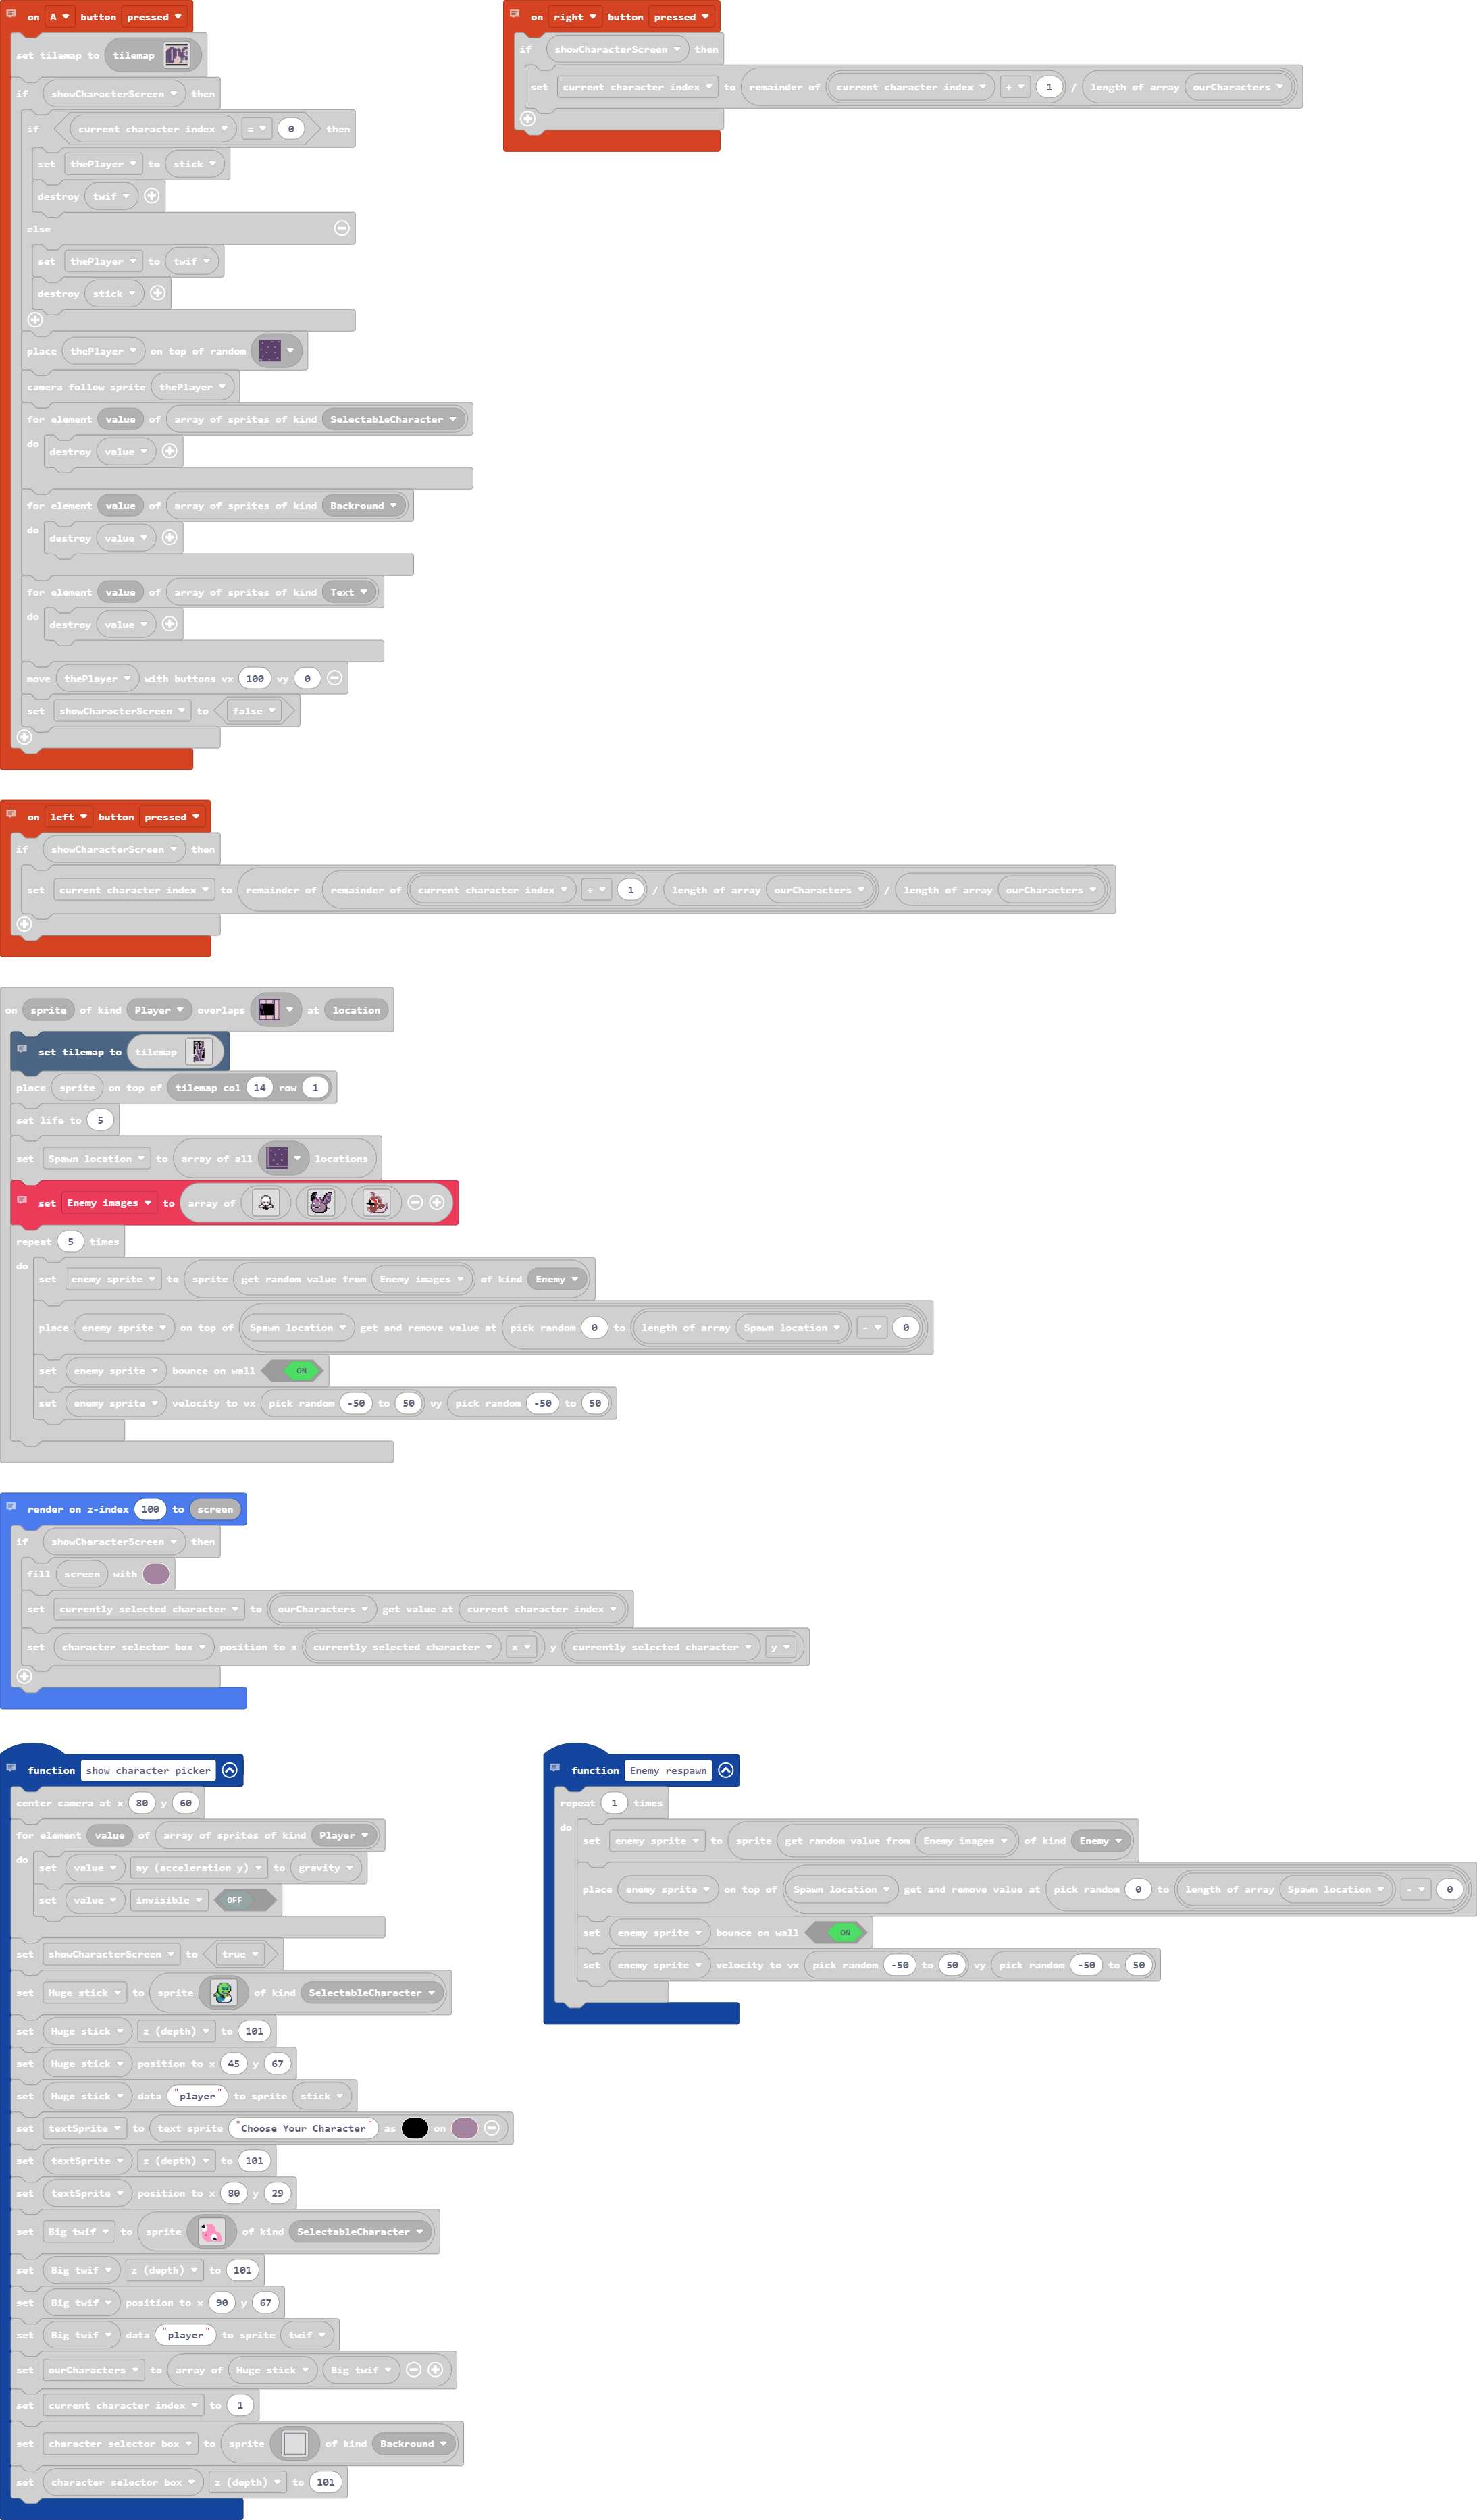 on A button pressed
set tilemap to tilemap
if showCharacterScreen then
if current character index = 0 then
set thePlayer to stick
destroy twif
else
set thePlayer to twif
destroy stick
place thePlayer on top of random
camera follow sprite thePlayer
for element value of array of sprites of kind SelectableCharacter
do destroy value
for element value of array of sprites of kind Backround
do destroy value
for element value of array of sprites of kind Text
do destroy value
move thePlayer with buttons vx 100 vy 0
set showCharacterScreen to false
on right button pressed
if showCharacterScreen then
set current character index to remainder of current character index + 1 / length of array ourCharacters
on left button pressed
if showCharacterScreen then
set current character index to remainder of remainder of current character index + 1 / length of array ourCharacters / length of array ourCharacters
on sprite of kind Player overlaps at location
set tilemap to tilemap
place sprite on top of tilemap col 14 row 1
set life to 5
set Spawn location to array of all locations
set Enemy images to array of
repeat 5 times
do set enemy sprite to sprite get random value from Enemy images of kind Enemy
place enemy sprite on top of Spawn location get and remove value at pick random 0 to length of array Spawn location - 0
set enemy sprite bounce on wall ON
set enemy sprite velocity to vx pick random -50 to 50 vy pick random -50 to 50
render on z-index 100 to screen
if showCharacterScreen then
fill screen with
set currently selected character to ourCharacters get value at current character index
set character selector box position to x currently selected character x y currently selected character y
function show character picker
center camera at x 80 y 60
for element value of array of sprites of kind Player
do set value ay (acceleration y) to gravity
set value invisible OFF
set showCharacterScreen to true
set Huge stick to sprite of kind SelectableCharacter
set Huge stick z (depth) to 101
set Huge stick position to x 45 y 67
set Huge stick data "player" to sprite stick
set textSprite to text sprite "Choose Your Character" as on
set textSprite z (depth) to 101
set textSprite position to x 80 y 29
set Big twif to sprite of kind SelectableCharacter
set Big twif z (depth) to 101
set Big twif position to x 90 y 67
set Big twif data "player" to sprite twif
set ourCharacters to array of Huge stick Big twif
set current character index to 1
set character selector box to sprite of kind Backround
set character selector box z (depth) to 101
function Enemy respawn
repeat 1 times
do set enemy sprite to sprite get random value from Enemy images of kind Enemy
place enemy sprite on top of Spawn location get and remove value at pick random 0 to length of array Spawn location - 0
set enemy sprite bounce on wall ON
set enemy sprite velocity to vx pick random -50 to 50 vy pick random -50 to 50